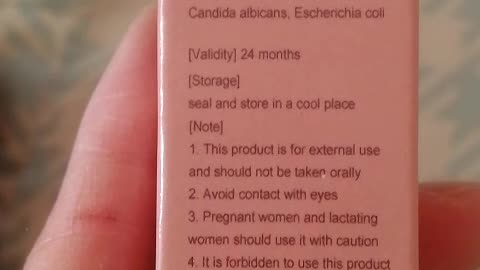 Candida albicans, Escherichia coli
[Validity] 24 months
[Storage]
seal and store in a cool place
[Note]
1. This product is for external use
and should not be taken orally
2. Avoid contact with eyes
3. Pregnant women and lactating
women should use it with caution
4. It is forbidden to use this product